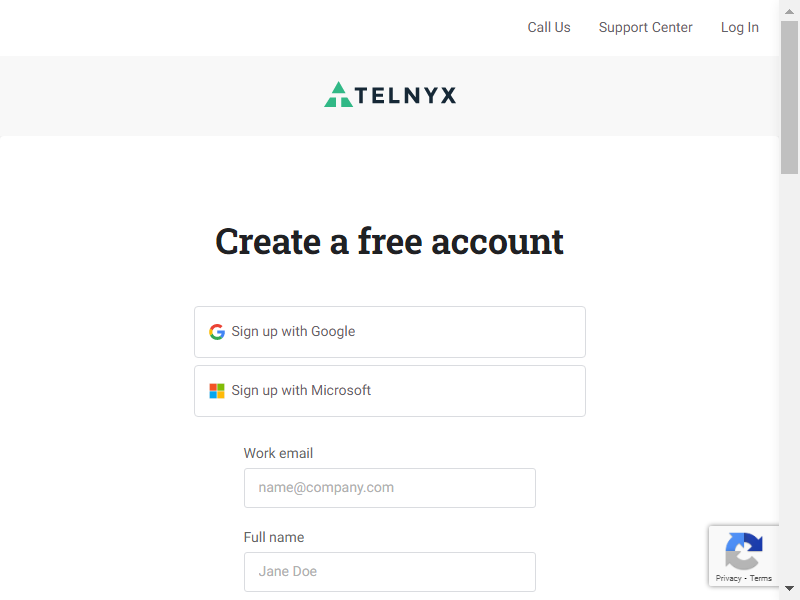 Call Us Support Center Log In
TELNYX
Create a free account
Sign up with Google
Sign up with Microsoft
Work email
name@company.com
Full name
Jane Doe
Privacy - Terms